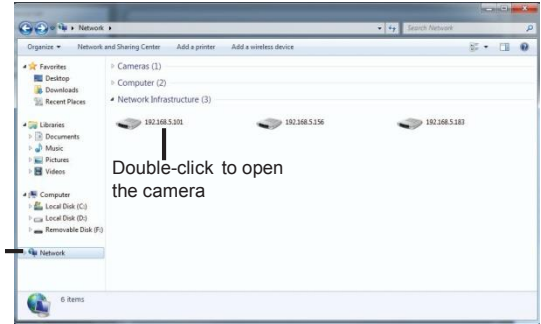 Network
Search Network
Organize
Network and Sharing Center
Add a printer
Add a wireless device
Favorites
Desktop
Downloads
Recent Places
Libraries
Documents
Music
Pictures
Videos
Computer
Local Disk (C:)
Local Disk (D:)
Removable Disk (F:)
Network
Cameras (1)
Computer (2)
Network Infrastructure (3)
192.168.5.101
192.168.5.156
192.168.5.183
Double-click to open
the camera
6 items